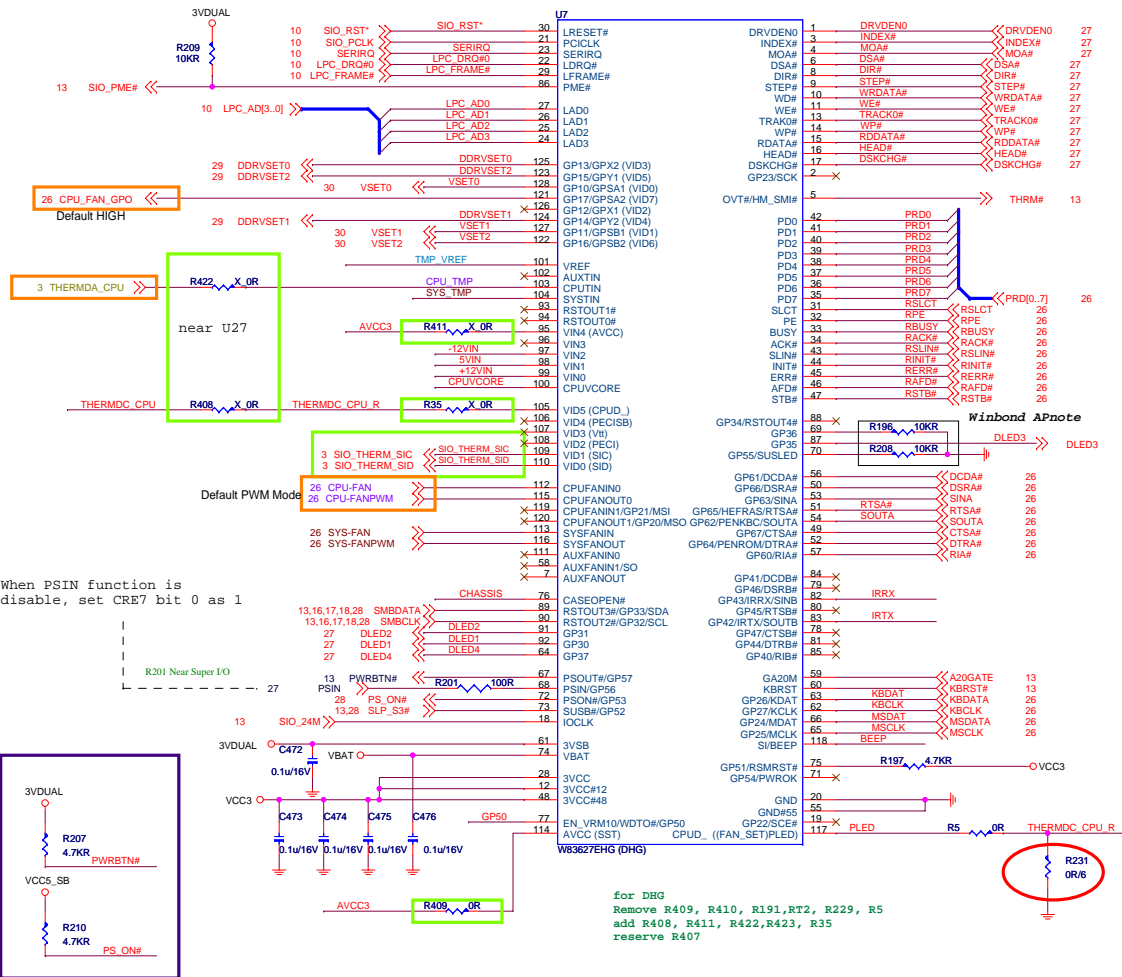 3VDUAL
R209
10KR
13 SIO_PME#
10 SIO_RST*
10 SIO_PCLK
10 SERIRQ
10 LPC_DRQ#0
10 LPC_FRAME#
SIO_RST*
SERIRQ
LPC_DRQ#0
LPC_FRAME#
10 LPC_AD[3..0]
LPC_AD0
LPC_AD1
LPC_AD2
LPC_AD3
29 DDRVSET0
29 DDRVSET2
DDRVSET0
DDRVSET2
30 VSET0
VSET0
26 CPU_FAN_GPO
Default HIGH
29 DDRVSET1
DDRVSET1
30 VSET1
30 VSET2
VSET1
VSET2
TMP_VREF
3 THERMDA_CPU
R422 X_0R
CPU_TMP
SYS_TMP
near U27
AVCC3
R411 X_0R
-12VIN
5VIN
+12VIN
CPUVCORE
THERMDC_CPU
R408 X_0R
THERMDC_CPU_R
R35 X_0R
3 SIO_THERM_SIC
3 SIO_THERM_SID
SIO_THERM_SIC
SIO_THERM_SID
Default PWM Mode
26 CPU-FAN
26 CPU-FANPWM
26 SYS-FAN
26 SYS-FANPWM
When PSIN function is
disable, set CRE7 bit 0 as 1
CHASSIS
13,16,17,18,28 SMBDATA
13,16,17,18,28 SMBCLK
27 DLED2
27 DLED1
27 DLED4
DLED2
DLED1
DLED4
R201 Near Super I/O
13 PWRBTN#
27 PSIN
R201 100R
28 PS_ON#
13,28 SLP_S3#
13 SIO_24M
3VDUAL
C472
0.1u/16V
VBAT
VCC3
C473
C474
C475
C476
0.1u/16V
0.1u/16V
0.1u/16V
0.1u/16V
GP50
AVCC3
R409 0R
3VDUAL
R207
4.7KR
PWRBTN#
VCC5_SB
R210
4.7KR
PS_ON#
U7
30 LRESET#
21 PCICLK
23 SERIRQ
22 LDRQ#
29 LFRAME#
86 PME#
27 LAD0
26 LAD1
25 LAD2
24 LAD3
125 GP13/GPX2 (VID3)
123 GP15/GPY1 (VID5)
128 GP10/GPSA1 (VID0)
121 GP17/GPSA2 (VID7)
126 GP12/GPX1 (VID2)
124 GP14/GPY2 (VID4)
127 GP11/GPSB1 (VID1)
122 GP16/GPSB2 (VID6)
101 VREF
102 AUXTIN
103 CPUTIN
104 SYSTIN
93 RSTOUT1#
94 RSTOUT0#
95 VIN4 (AVCC)
96 VIN3
97 VIN2
98 VIN1
99 VIN0
100 CPUVCORE
105 VID5 (CPUD_)
106 VID4 (PECISB)
107 VID3 (Vtt)
108 VID2 (PECI)
109 VID1 (SIC)
110 VID0 (SID)
112 CPUFANIN0
115 CPUFANOUT0
119 CPUFANIN1/GP21/MSI
120 CPUFANOUT1/GP20/MSO
113 SYSFANIN
116 SYSFANOUT
111 AUXFANIN0
58 AUXFANIN1/SO
7 AUXFANOUT
76 CASEOPEN#
89 RSTOUT3#/GP33/SDA
90 RSTOUT2#/GP32/SCL
91 GP31
92 GP30
64 GP37
67 PSOUT#/GP57
68 PSIN/GP56
72 PSON#/GP53
73 SUSB#/GP52
18 IOCLK
61 3VSB
74 VBAT
28 3VCC
12 3VCC#12
48 3VCC#48
77 EN_VRM10/WDTO#/GP50
114 AVCC (SST)
W83627EHG (DHG)
DRVDEN0 1 DRVDEN0 DRVDEN0 27
INDEX# 3 INDEX# INDEX# 27
MOA# 4 MOA# MOA# 27
DSA# 6 DSA# DSA# 27
DIR# 8 DIR# DIR# 27
STEP# 9 STEP# STEP# 27
WD# 10 WRDATA# WRDATA# 27
WE# 11 WE# WE# 27
TRAK0# 13 TRACK0# TRACK0# 27
WP# 14 WP# WP# 27
RDATA# 15 RDDATA# RDDATA# 27
HEAD# 16 HEAD# HEAD# 27
DSKCHG# 17 DSKCHG# DSKCHG# 27
GP23/SCK 2
OVT#/HM_SMI# 5 THRM# 13
PD0 42 PRD0
PD1 41 PRD1
PD2 40 PRD2
PD3 39 PRD3
PD4 38 PRD4
PD5 37 PRD5
PD6 36 PRD6
PD7 35 PRD7
PRD[0..7] 26
SLCT 31 RSLCT RSLCT 26
PE 32 RPE RPE 26
BUSY 33 RBUSY RBUSY 26
ACK# 34 RACK# RACK# 26
SLIN# 43 RSLIN# RSLIN# 26
INIT# 44 RINIT# RINIT# 26
ERR# 45 RERR# RERR# 26
AFD# 46 RAFD# RAFD# 26
STB# 47 RSTB# RSTB# 26
Winbond APnote
GP34/RSTOUT4# 88
GP36 69
GP35 87
GP55/SUSLED 70
R196 10KR
R208 10KR
DLED3
DLED3
GP61/DCDA# 56 DCDA# 26
GP66/DSRA# 50 DSRA# 26
GP63/SINA 53 SINA 26
GP65/HEFRAS/RTSA# 51 RTSA# RTSA# 26
GP62/PENKBC/SOUTA 54 SOUTA SOUTA 26
GP67/CTSA# 49 CTSA# 26
GP64/PENROM/DTRA# 52 DTRA# 26
GP60/RIA# 57 RIA# 26
GP41/DCDB# 84
GP46/DSRB# 79
GP43/IRRX/SINB 82 IRRX
GP45/RTSB# 80
GP42/IRTX/SOUTB 83 IRTX
GP47/CTSB# 78
GP44/DTRB# 81
GP40/RIB# 85
GA20M 59 A20GATE 13
KBRST 60 KBRST# 13
GP26/KDAT 63 KBDAT KBDATA 26
GP27/KCLK 62 KBCLK KBCLK 26
GP24/MDAT 66 MSDAT MSDATA 26
GP25/MCLK 65 MSCLK MSCLK 26
SI/BEEP 118 BEEP
GP51/RSMRST# 75 R197 4.7KR VCC3
GP54/PWROK 71
GND 20
GND#55 55
GP22/SCE# 19
CPUD_ ((FAN_SET)PLED) 117 PLED R5 0R THERMDC_CPU_R
R231
0R/6
for DHG
Remove R409, R410, R191,RT2, R229, R5
add R408, R411, R422,R423, R35
reserve R407